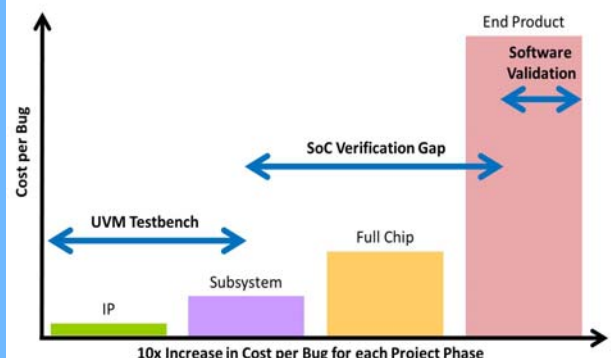 End Product
Software
Validation
SoC Verification Gap
UVM Testbench
Full Chip
Subsystem
IP
Cost per Bug
10x Increase in Cost per Bug for each Project Phase